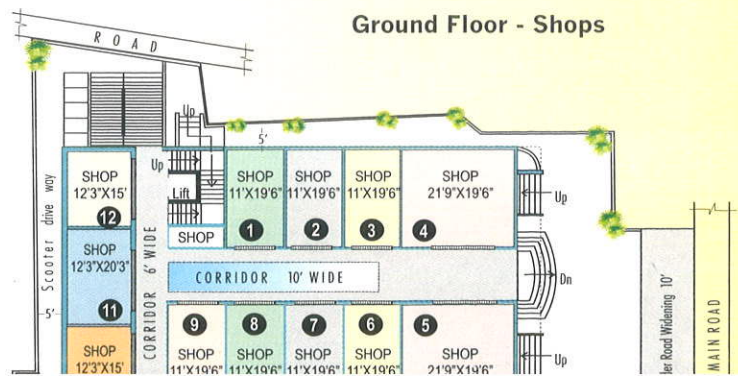 Ground Floor - Shops
ROAD
Up
5'
Up
Lift
SHOP
12'3"X15'
12
SHOP
11'X19'6"
1
SHOP
11'X19'6"
2
SHOP
11'X19'6"
3
SHOP
21'9"X19'6"
4
Up
SHOP
Scooter drive way
5'
SHOP
12'3"X20'3"
11
CORRIDOR 6' WIDE
CORRIDOR 10' WIDE
Dn
SHOP
12'3"X15'
9
SHOP
11'X19'6"
8
SHOP
11'X19'6"
7
SHOP
11'X19'6"
6
SHOP
11'X19'6"
5
SHOP
21'9"X19'6"
Up
Road Widening 10'
MAIN ROAD